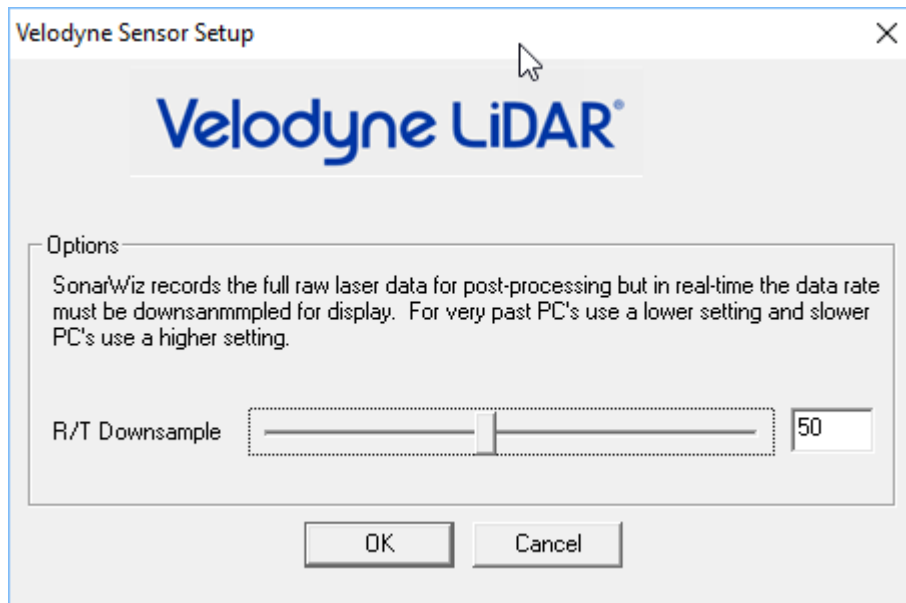 Velodyne Sensor Setup
Velodyne LiDAR®
Options
SonarWiz records the full raw laser data for post-processing but in real-time the data rate
must be downsanmmpled for display.  For very past PC's use a lower setting and slower
PC's use a higher setting.
R/T Downsample
50
OK
Cancel